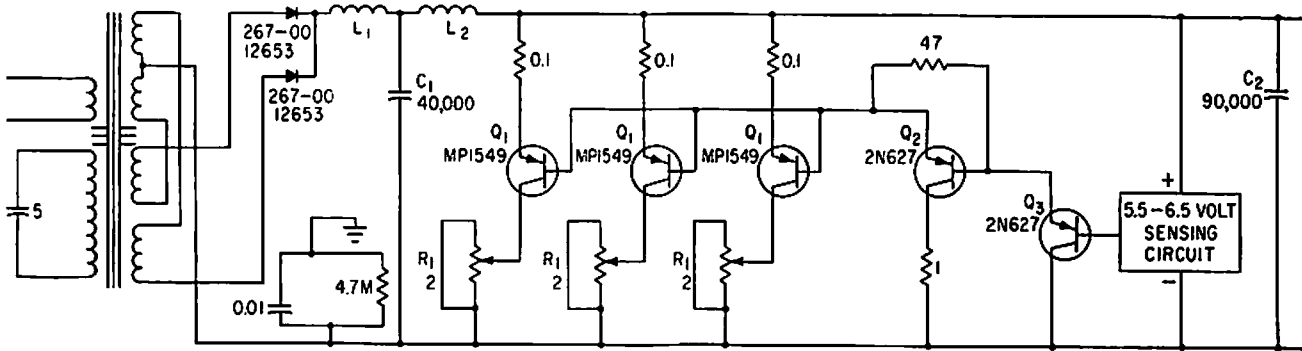 5
267-00
12653
267-00
12653
L1
L2
C1
40,000
0.01
4.7M
0.1
0.1
0.1
Q1
MP1549
Q1
MP1549
Q1
MP1549
R1
2
R1
2
R1
2
47
Q2
2N627
1
Q3
2N627
+
5.5–6.5 VOLT
SENSING
CIRCUIT
–
C2
90,000